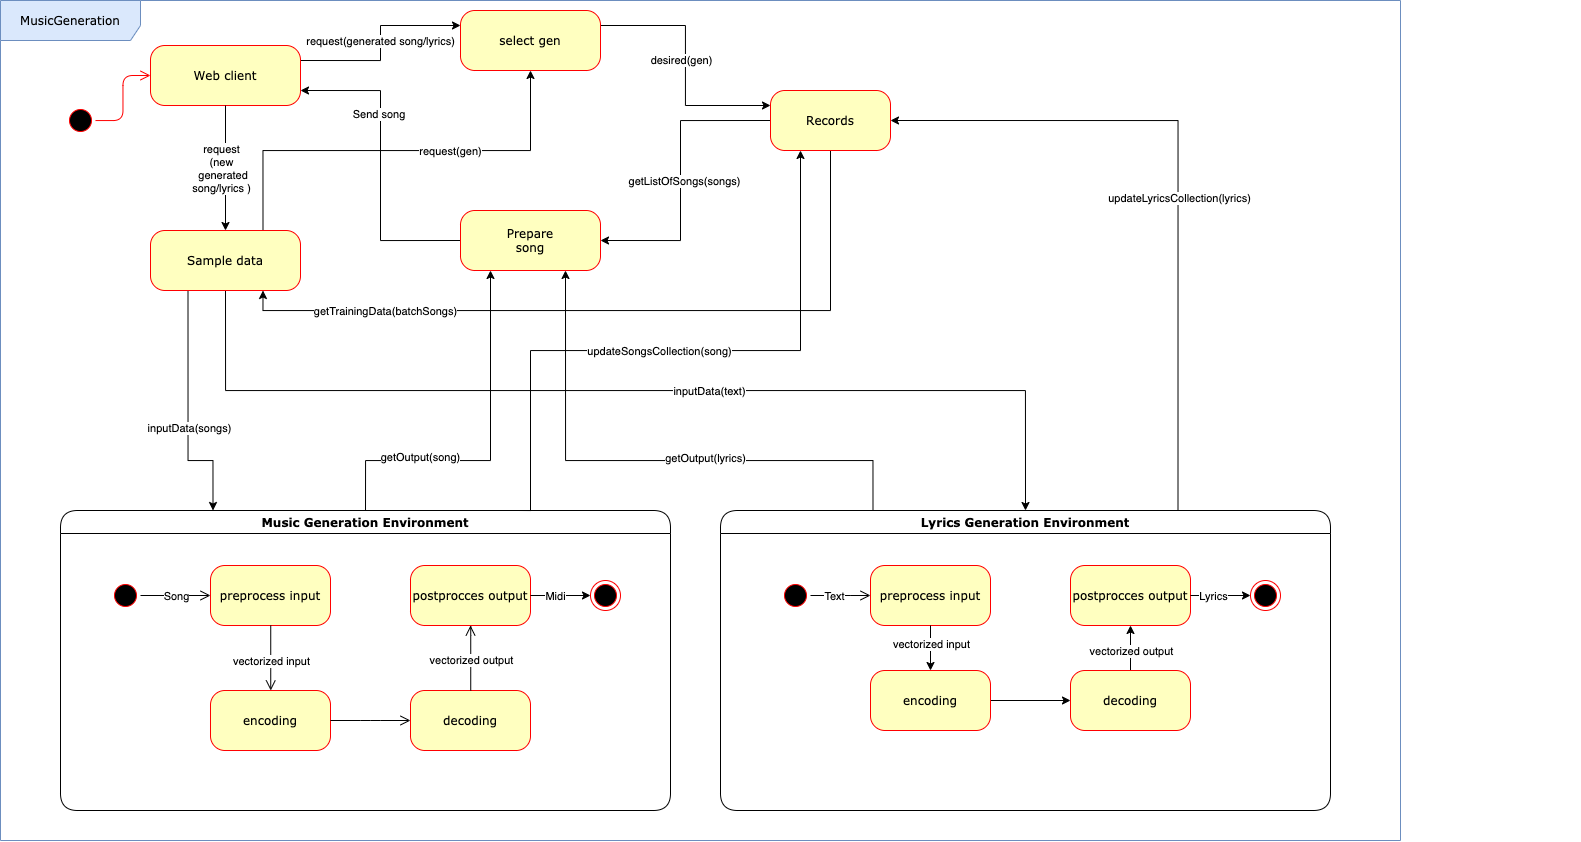 MusicGeneration
select gen
request(generated song/lyrics)
Web client
desired(gen)
Send song
Records
request
(new
generated
song/lyrics )
request(gen)
getListOfSongs(songs)
updateLyricsCollection(lyrics)
Prepare
song
Sample data
getTrainingData(batchSongs)
updateSongsCollection(song)
inputData(text)
inputData(songs)
getOutput(song)
getOutput(lyrics)
Music Generation Environment
Song
preprocess input
postprocces output
Midi
vectorized input
vectorized output
encoding
decoding
Lyrics Generation Environment
Text
preprocess input
postprocces output
Lyrics
vectorized input
vectorized output
encoding
decoding